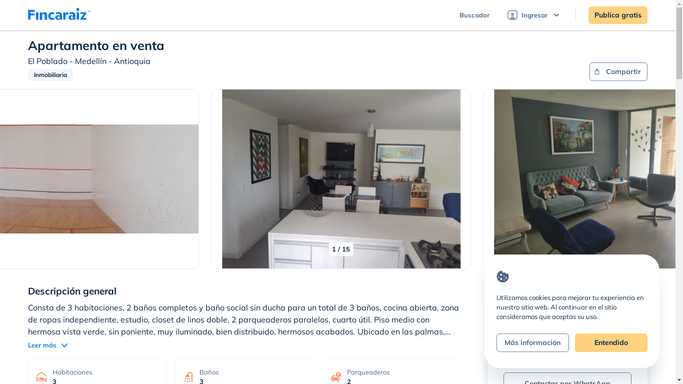 Fincaraiz
Buscador
Ingresar
Publica gratis
Apartamento en venta
El Poblado - Medellín - Antioquia
Inmobiliaria
Compartir
1 / 15
Descripción general
Consta de 3 habitaciones, 2 baños completos y baño social sin ducha para un total de 3 baños, cocina abierta, zona
de ropas independiente, estudio, closet de linos doble, 2 parqueaderos paralelos, cuarto útil. Piso medio con
hermosa vista verde, sin poniente, muy iluminado, bien distribuido, hermosos acabados. Ubicado en las palmas,...
Leer más
Habitaciones
3
Baños
3
Parqueaderos
2
Utilizamos cookies para mejorar tu experiencia en
nuestro sitio web. Al continuar en el sitio
consideramos que aceptas su uso.
Más información
Entendido
Contactar por WhatsApp